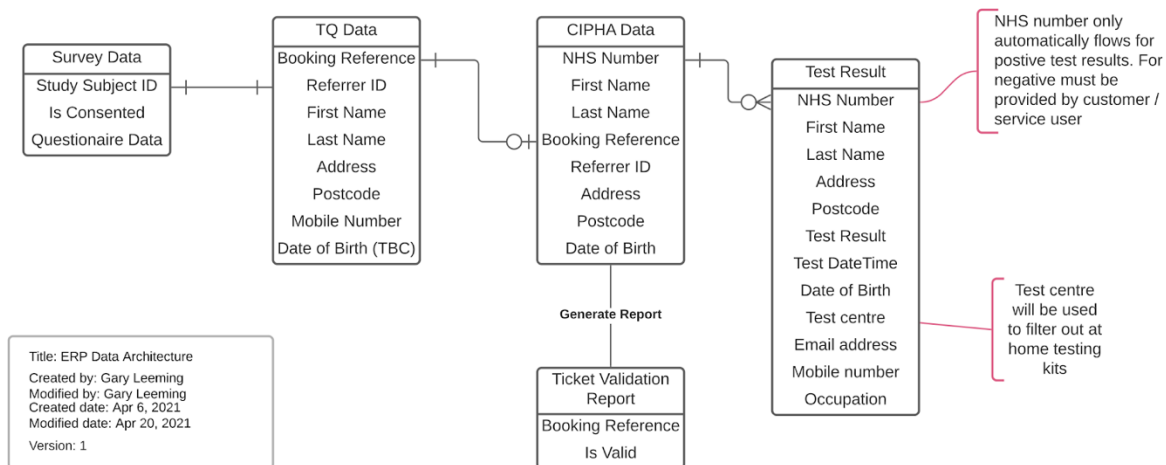 Survey Data
Study Subject ID
Is Consented
Questionaire Data
TQ Data
Booking Reference
Referrer ID
First Name
Last Name
Address
Postcode
Mobile Number
Date of Birth (TBC)
CIPHA Data
NHS Number
First Name
Last Name
Booking Reference
Referrer ID
Address
Postcode
Date of Birth
Generate Report
Ticket Validation
Report
Booking Reference
Is Valid
Test Result
NHS Number
First Name
Last Name
Address
Postcode
Test Result
Test DateTime
Date of Birth
Test centre
Email address
Mobile number
Occupation
NHS number only
automatically flows for
postive test results. For
negative must be
provided by customer /
service user
Test centre
will be used
to filter out at
home testing
kits
Title: ERP Data Architecture
Created by: Gary Leeming
Modified by: Gary Leeming
Created date: Apr 6, 2021
Modified date: Apr 20, 2021
Version: 1